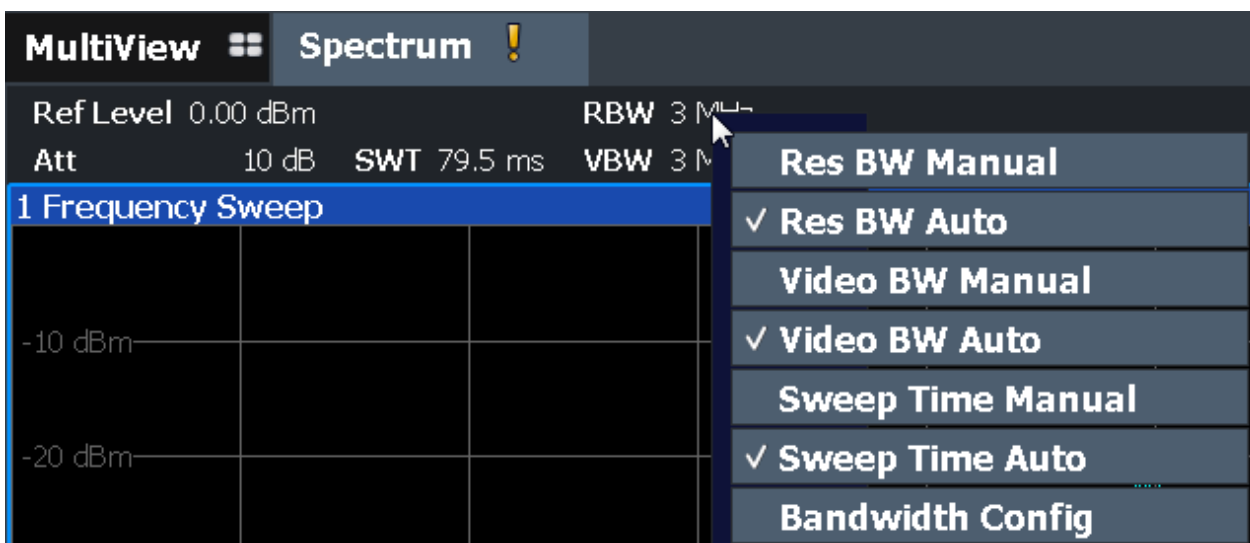 MultiView Spectrum
Ref Level 0.00 dBm RBW 3
Att 10 dB SWT 79.5 ms VBW 3
1 Frequency Sweep
-10 dBm
-20 dBm
Res BW Manual
✓ Res BW Auto
Video BW Manual
✓ Video BW Auto
Sweep Time Manual
✓ Sweep Time Auto
Bandwidth Config